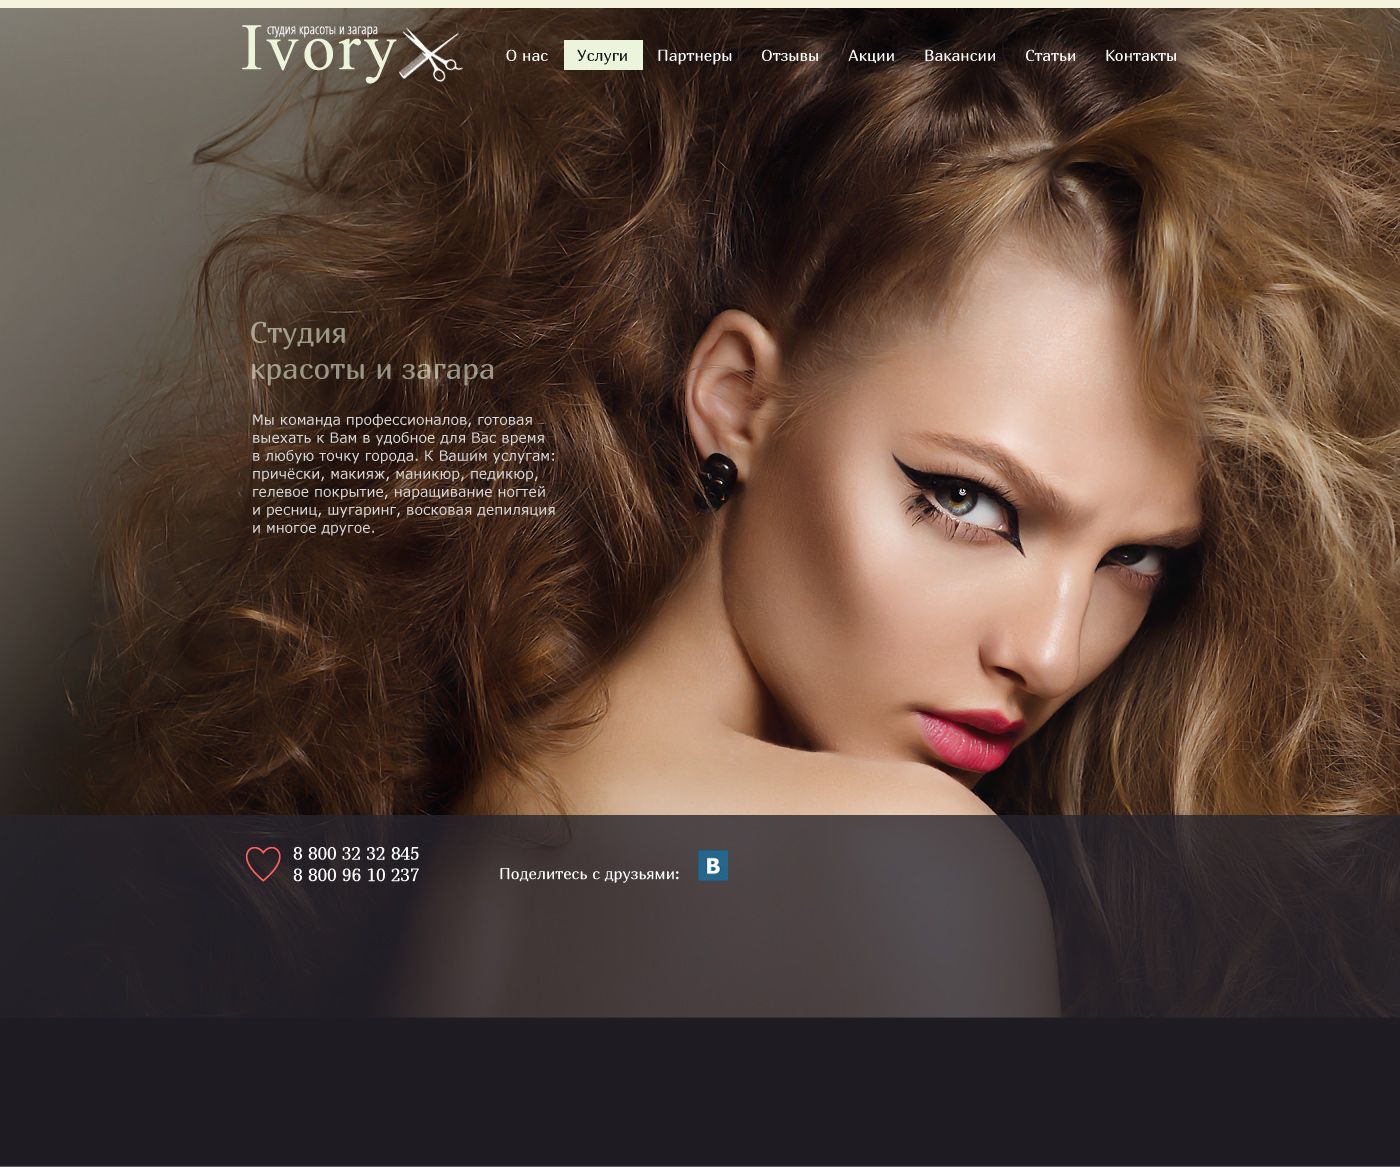 студия красоты и загара
Ivory
О нас Услуги Партнеры Отзывы Акции Вакансии Статьи Контакты
Студия
красоты и загара
Мы команда профессионалов, готовая
выехать к Вам в удобное для Вас время
в любую точку города. К Вашим услугам:
причёски, макияж, маникюр, педикюр,
гелевое покрытие, наращивание ногтей
и ресниц, шугаринг, восковая депиляция
и многое другое.
8 800 32 32 845
8 800 96 10 237
Поделитесь с друзьями: B